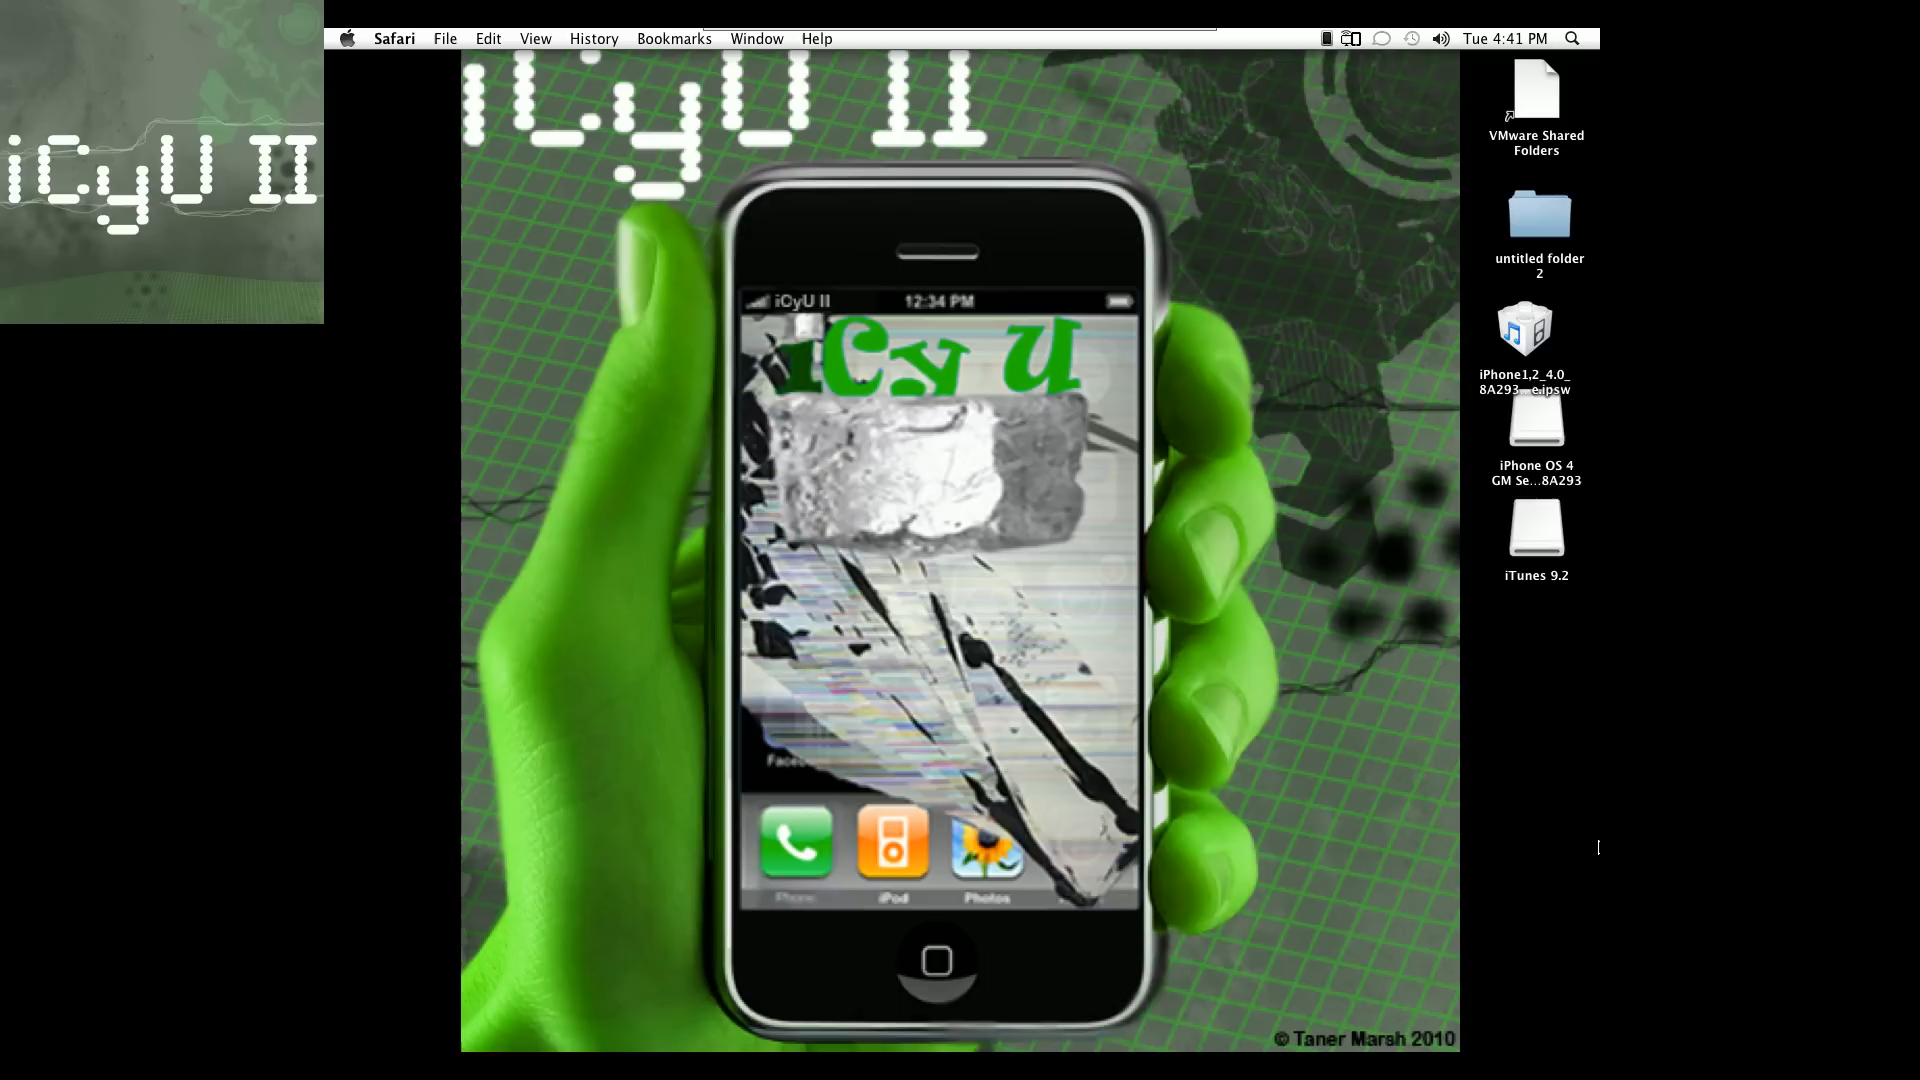 iCyU II
Safari File Edit View History Bookmarks Window Help
Tue 4:41 PM
iCyU II
VMware Shared
Folders
untitled folder
2
iPhone1,2_4.0_
8A293...e.ipsw
iPhone OS 4
GM Se...8A293
iTunes 9.2
iCyU II
12:34 PM
iCy U
Phone
iPod
Photos
© Taner Marsh 2010